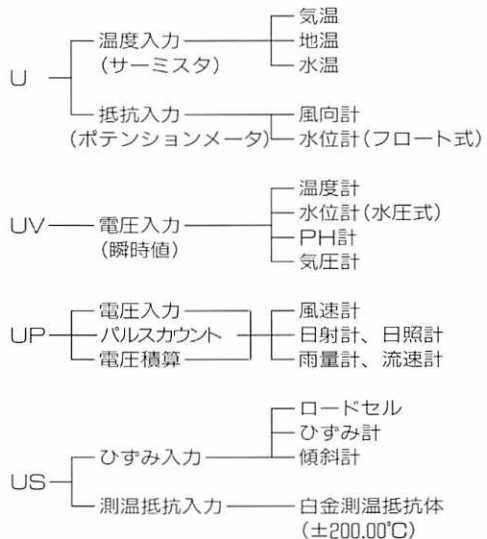 気温
温度入力
地温
(サーミスタ)
水温
U
抵抗入力
風向計
(ポテンションメータ)
水位計(フロート式)
温度計
水位計(水圧式)
UV
電圧入力
(瞬時値)
PH計
気圧計
電圧入力
風速計
UP
パルスカウント
日射計、日照計
電圧積算
雨量計、流速計
ロードセル
ひずみ計
ひずみ入力
傾斜計
US
測温抵抗入力
白金測温抵抗体
(±200.00℃)